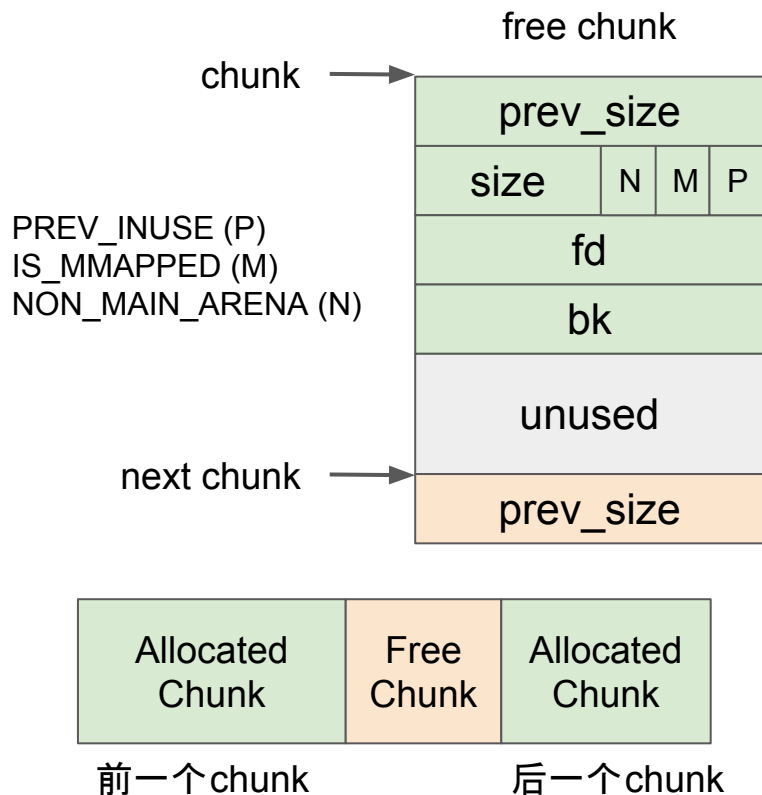 free chunk
chunk
prev_size
size N M P
PREV_INUSE (P)
IS_MMAPPED (M)
NON_MAIN_ARENA (N)
fd
bk
unused
next chunk
prev_size
Allocated
Chunk
Free
Chunk
Allocated
Chunk
前一个chunk
后一个chunk